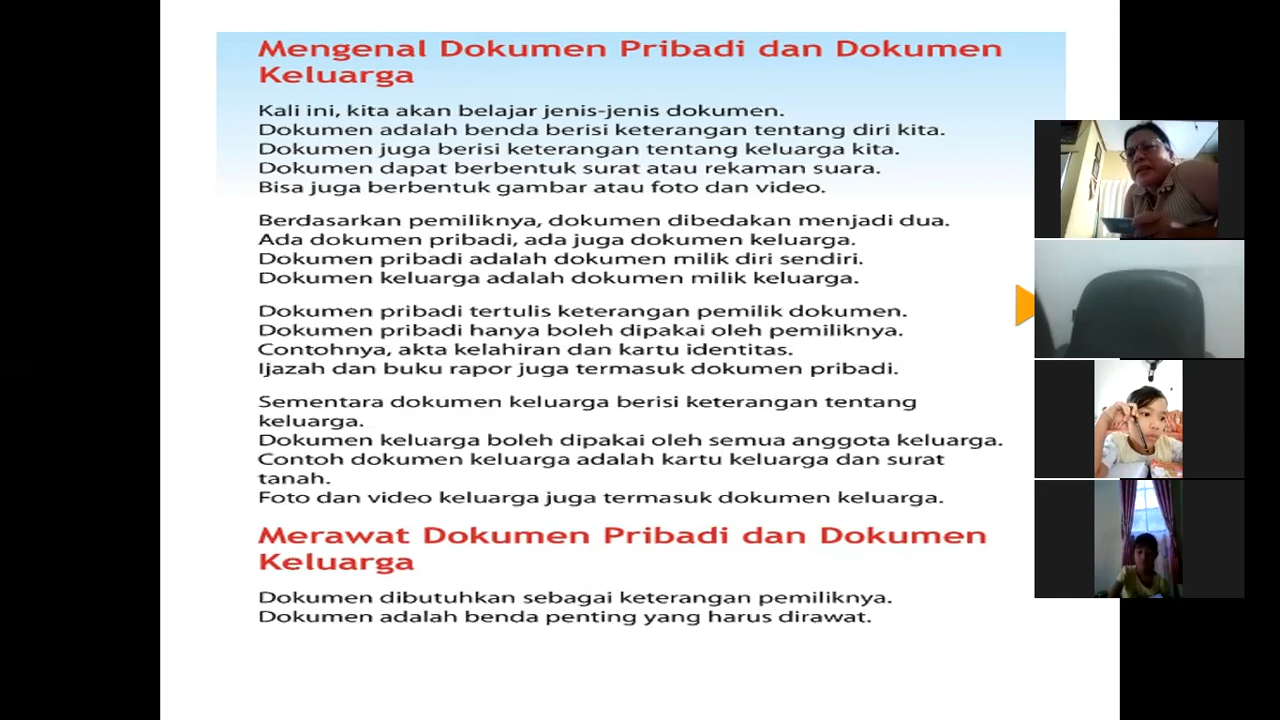 Mengenal Dokumen Pribadi dan Dokumen
Keluarga
Kali ini, kita akan belajar jenis-jenis dokumen.
Dokumen adalah benda berisi keterangan tentang diri kita.
Dokumen juga berisi keterangan tentang keluarga kita.
Dokumen dapat berbentuk surat atau rekaman suara.
Bisa juga berbentuk gambar atau foto dan video.
Berdasarkan pemiliknya, dokumen dibedakan menjadi dua.
Ada dokumen pribadi, ada juga dokumen keluarga.
Dokumen pribadi adalah dokumen milik diri sendiri.
Dokumen keluarga adalah dokumen milik keluarga.
Dokumen pribadi tertulis keterangan pemilik dokumen.
Dokumen pribadi hanya boleh dipakai oleh pemiliknya.
Contohnya, akta kelahiran dan kartu identitas.
Ijazah dan buku rapor juga termasuk dokumen pribadi.
Sementara dokumen keluarga berisi keterangan tentang
keluarga.
Dokumen keluarga boleh dipakai oleh semua anggota keluarga.
Contoh dokumen keluarga adalah kartu keluarga dan surat
tanah.
Foto dan video keluarga juga termasuk dokumen keluarga.
Merawat Dokumen Pribadi dan Dokumen
Keluarga
Dokumen dibutuhkan sebagai keterangan pemiliknya.
Dokumen adalah benda penting yang harus dirawat.